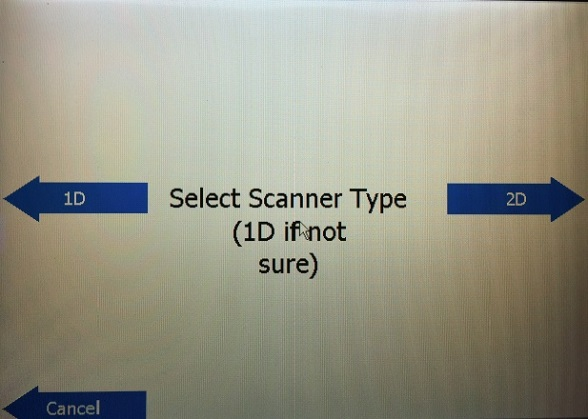 1D
Select Scanner Type
(1D if not
sure)
2D
Cancel